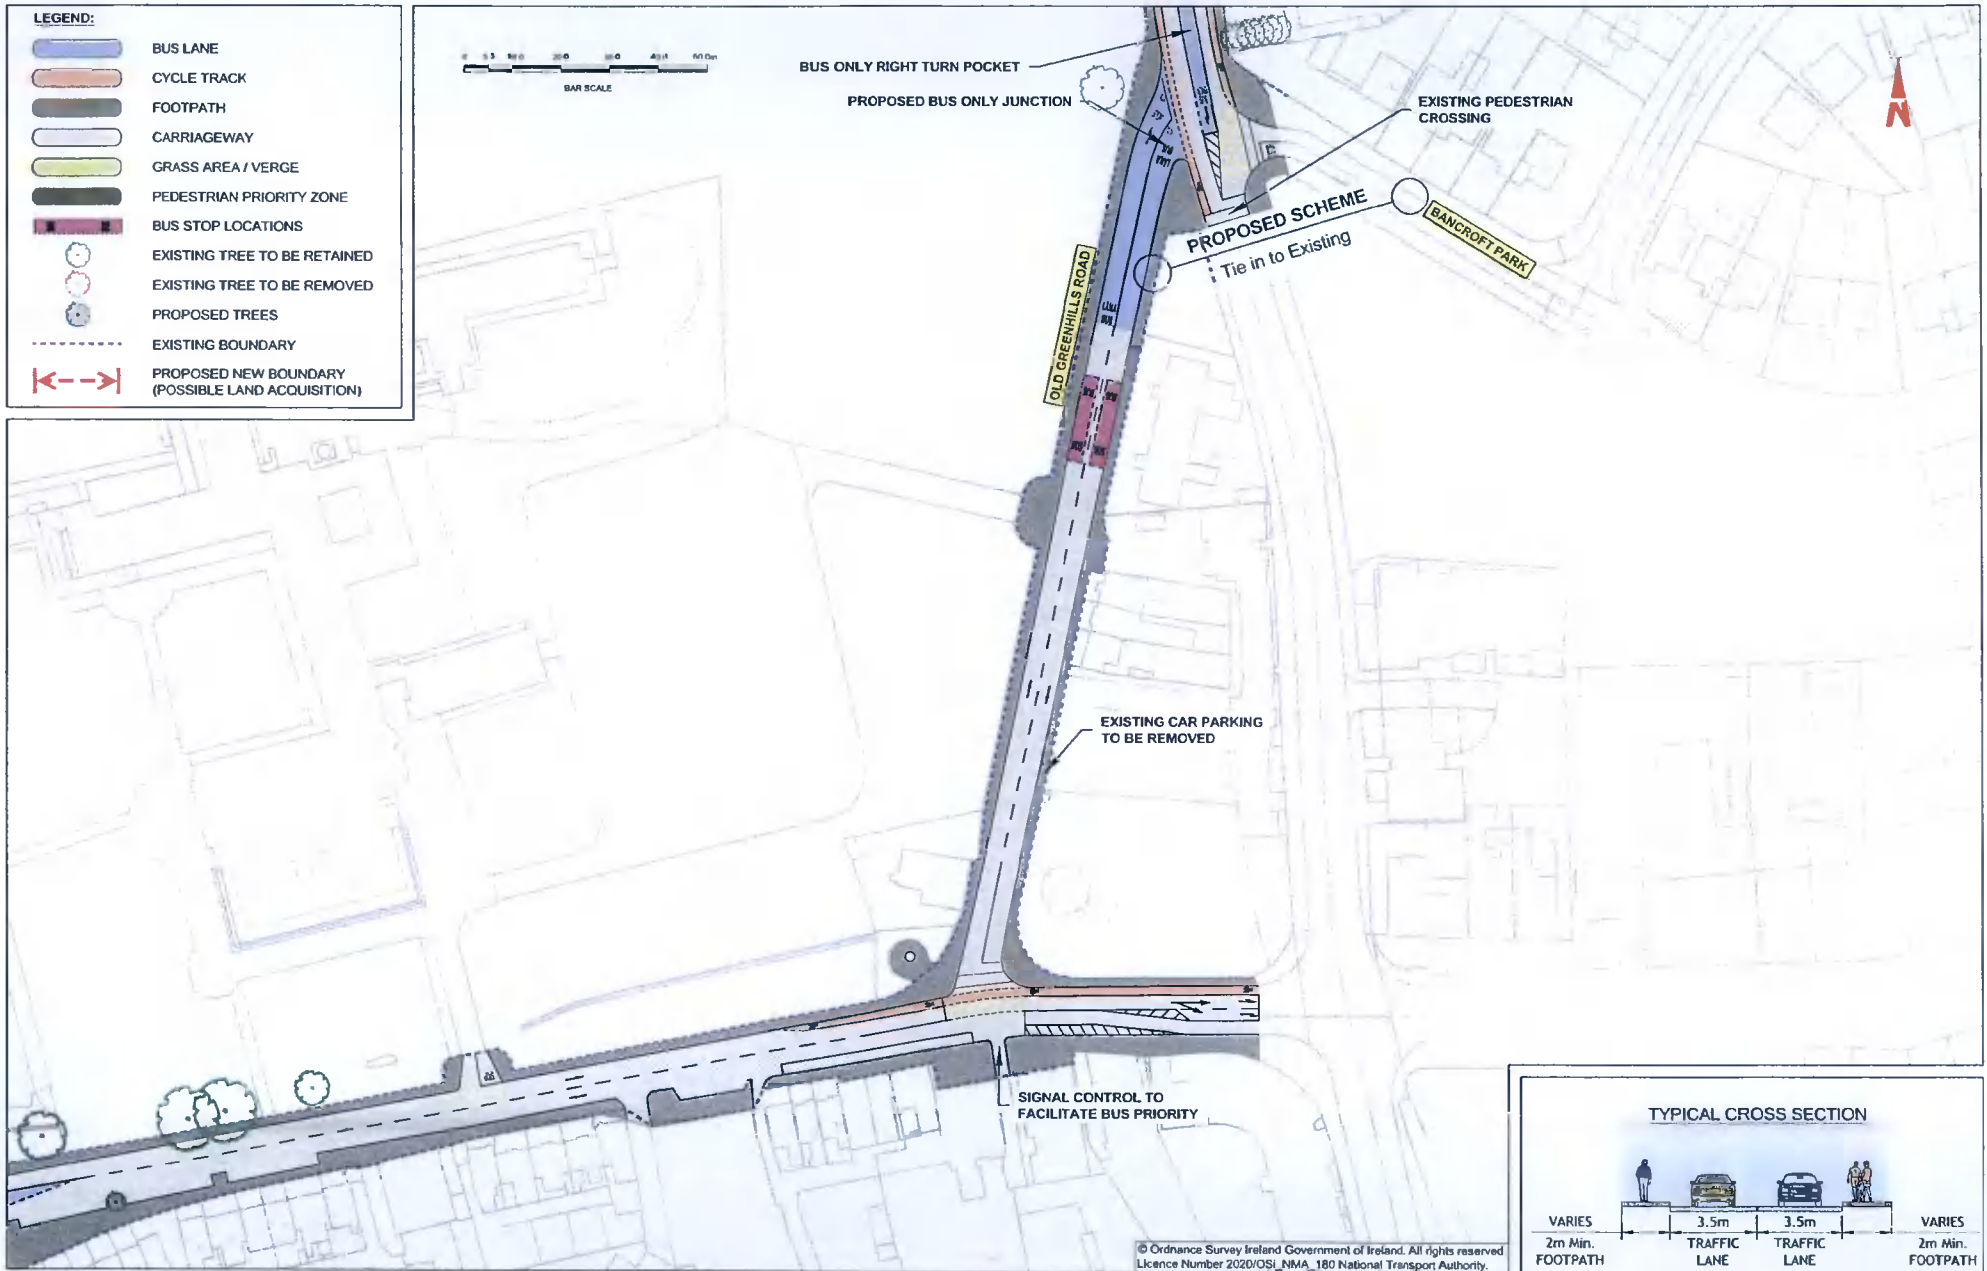 LEGEND:
BUS LANE
CYCLE TRACK
FOOTPATH
CARRIAGEWAY
GRASS AREA / VERGE
PEDESTRIAN PRIORITY ZONE
BUS STOP LOCATIONS
EXISTING TREE TO BE RETAINED
EXISTING TREE TO BE REMOVED
PROPOSED TREES
EXISTING BOUNDARY
PROPOSED NEW BOUNDARY
(POSSIBLE LAND ACQUISITION)
BAR SCALE
BUS ONLY RIGHT TURN POCKET
PROPOSED BUS ONLY JUNCTION
EXISTING PEDESTRIAN
CROSSING
N
PROPOSED SCHEME
Tie in to Existing
BANCROFT PARK
OLD GREENHILLS ROAD
EXISTING CAR PARKING
TO BE REMOVED
SIGNAL CONTROL TO
FACILITATE BUS PRIORITY
TYPICAL CROSS SECTION
VARIES 3.5m 3.5m VARIES
2m Min. TRAFFIC TRAFFIC 2m Min.
FOOTPATH LANE LANE FOOTPATH
© Ordnance Survey Ireland Government of Ireland. All rights reserved
Licence Number 2020/OSi_NMA_180 National Transport Authority.